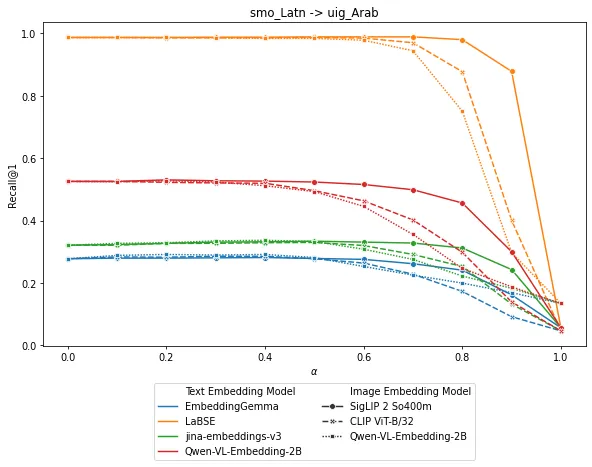 smo_Latn -> uig_Arab
Recall@1
1.0
0.8
0.6
0.4
0.2
0.0
0.0 0.2 0.4 0.6 0.8 1.0
α
Text Embedding Model Image Embedding Model
EmbeddingGemma SigLIP 2 So400m
LaBSE CLIP ViT-B/32
jina-embeddings-v3 Qwen-VL-Embedding-2B
Qwen-VL-Embedding-2B